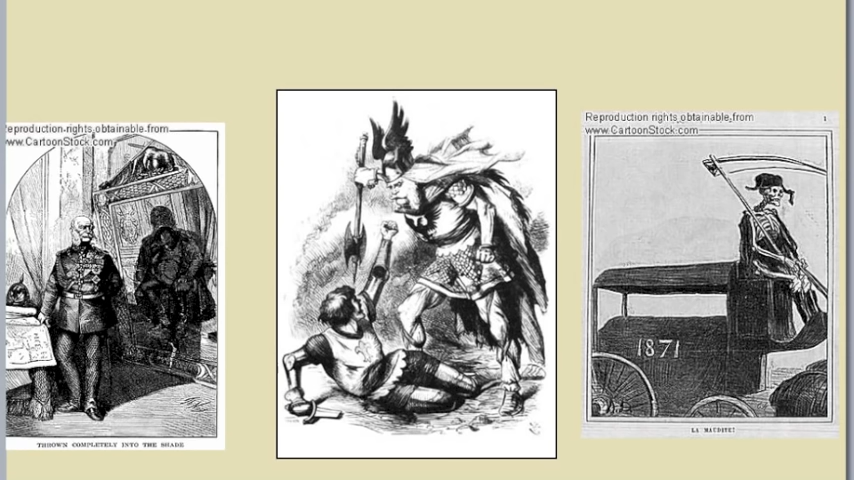 Reproduction rights obtainable from
www.CartoonStock.com
THROWN COMPLETELY INTO THE SHADE
Reproduction rights obtainable from
www.CartoonStock.com
1
1871
LA MAUDITE!